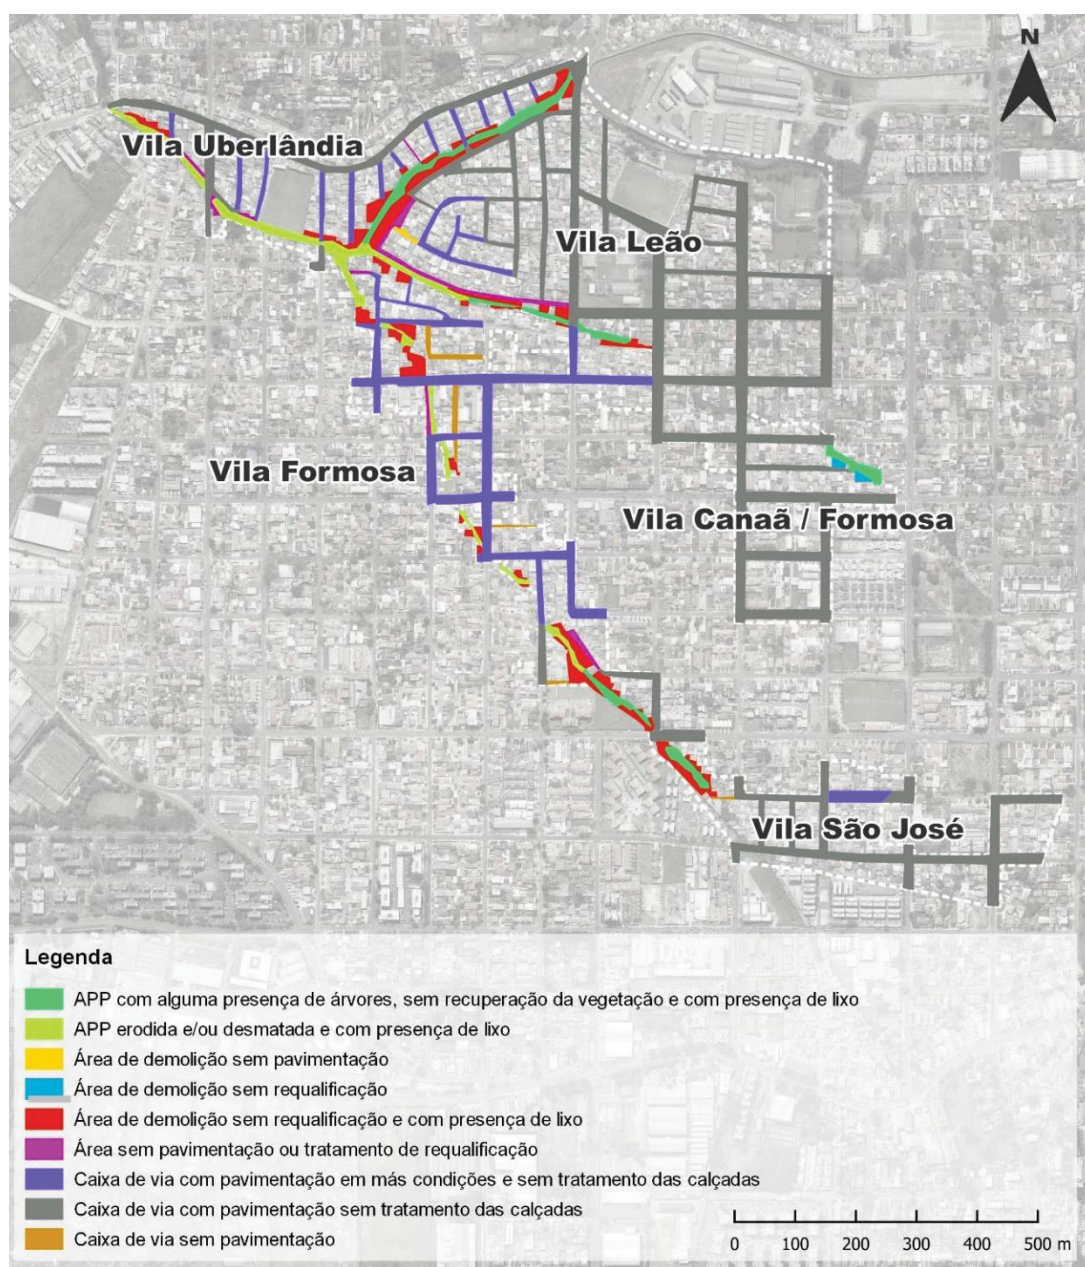 N
Vila Uberlândia
Vila Leão
Vila Formosa
Vila Canaã / Formosa
Vila São José
Legenda
APP com alguma presença de árvores, sem recuperação da vegetação e com presença de lixo
APP erodida e/ou desmatada e com presença de lixo
Área de demolição sem pavimentação
Área de demolição sem requalificação
Área de demolição sem requalificação e com presença de lixo
Área sem pavimentação ou tratamento de requalificação
Caixa de via com pavimentação em más condições e sem tratamento das calçadas
Caixa de via com pavimentação sem tratamento das calçadas
Caixa de via sem pavimentação
0 100 200 300 400 500 m